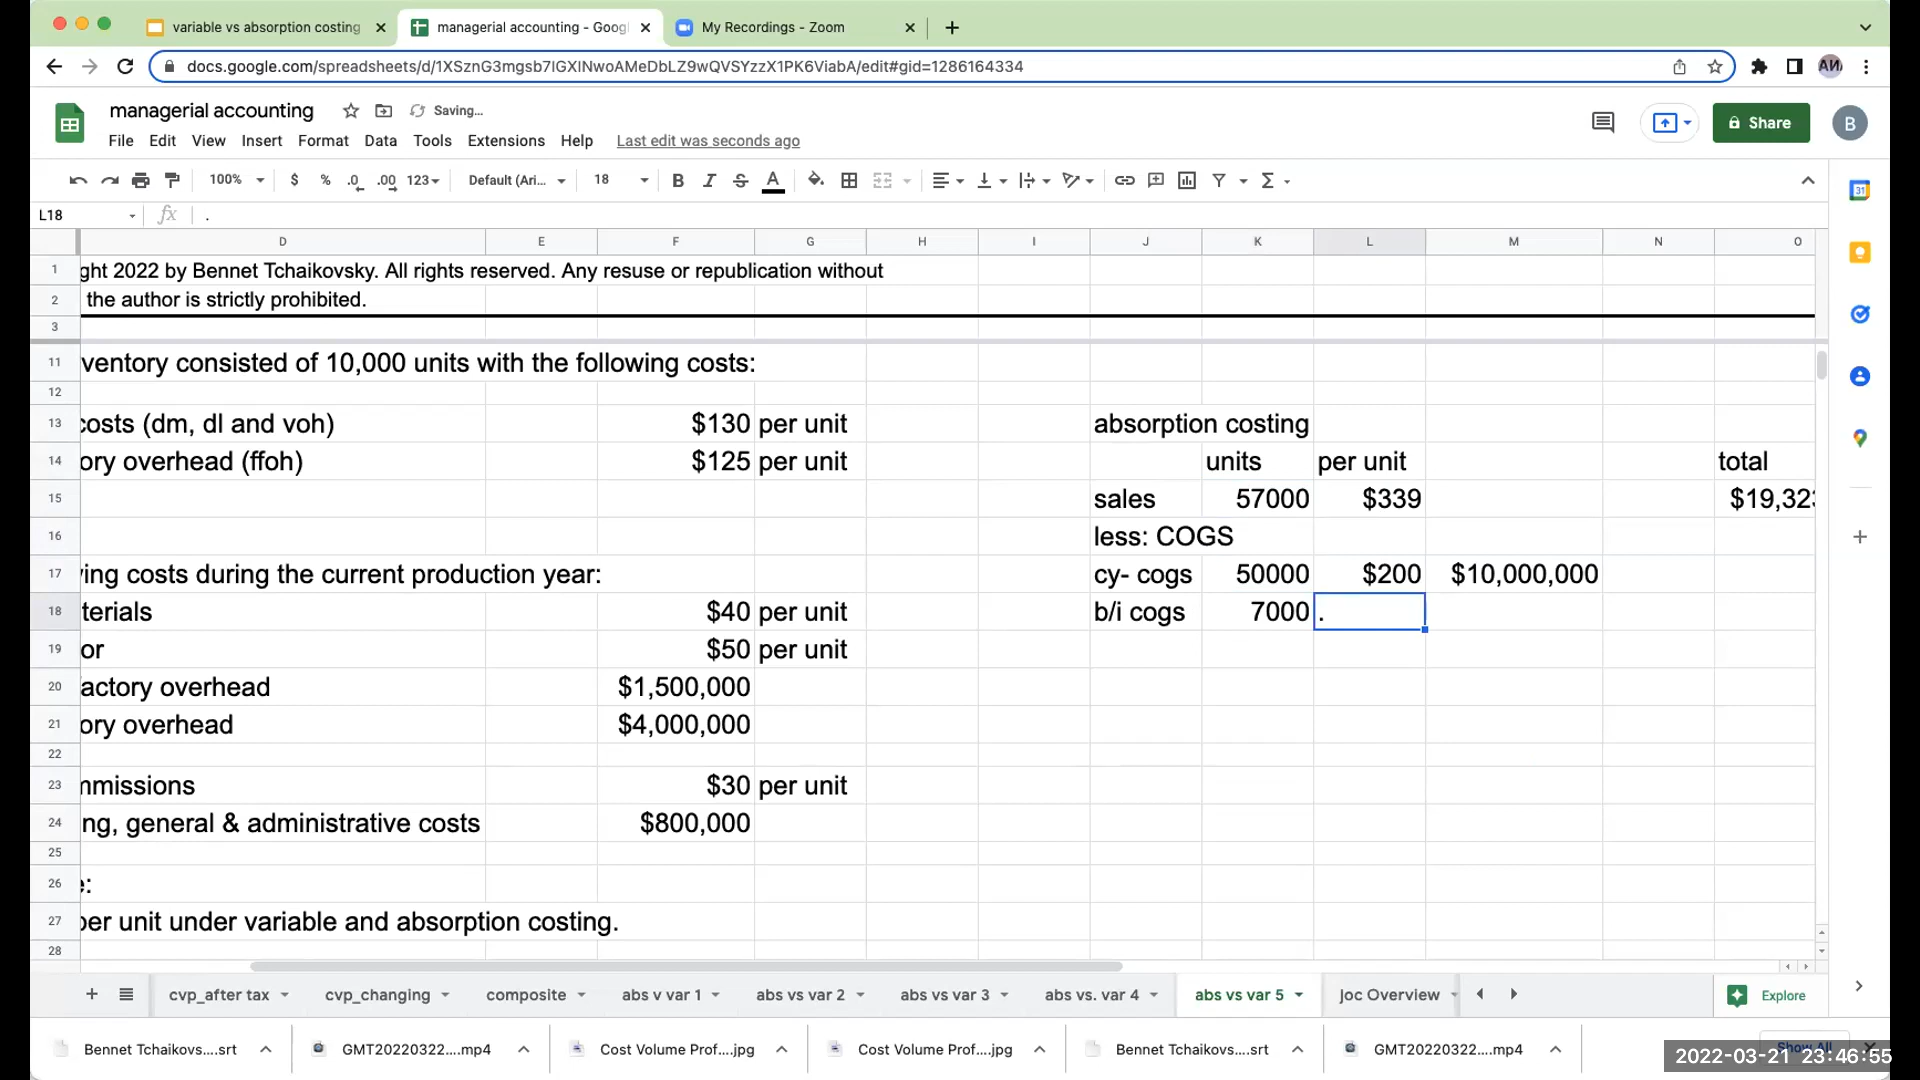 variable vs absorption costing
managerial accounting - Goog
My Recordings - Zoom
docs.google.com/spreadsheets/d/1XSznG3mgsb7lGXlNwoAMeDbLZ9wQVSYzzX1PK6ViabA/edit#gid=1286164334
managerial accounting Saving...
File Edit View Insert Format Data Tools Extensions Help Last edit was seconds ago
Share B
100% $ % .0 .00 123 Default (Ari... 18 B I S A
L18 fx .
D E F G H I J K L M N O
1 ght 2022 by Bennet Tchaikovsky. All rights reserved. Any resuse or republication without
2 the author is strictly prohibited.
3
11 ventory consisted of 10,000 units with the following costs:
12
13 costs (dm, dl and voh) $130 per unit absorption costing
14 ory overhead (ffoh) $125 per unit units per unit total
15 sales 57000 $339 $19,323
16 less: COGS
17 ving costs during the current production year: cy- cogs 50000 $200 $10,000,000
18 terials $40 per unit b/i cogs 7000 .
19 or $50 per unit
20 actory overhead $1,500,000
21 ory overhead $4,000,000
22
23 mmissions $30 per unit
24 ng, general & administrative costs $800,000
25
26 e:
27 per unit under variable and absorption costing.
28
cvp_after tax cvp_changing composite abs v var 1 abs vs var 2 abs vs var 3 abs vs. var 4 abs vs var 5 Joc Overview Explore
Bennet Tchaikovs....srt GMT20220322....mp4 Cost Volume Prof....jpg Cost Volume Prof....jpg Bennet Tchaikovs....srt GMT20220322....mp4 Show All
2022-03-21 23:46:55